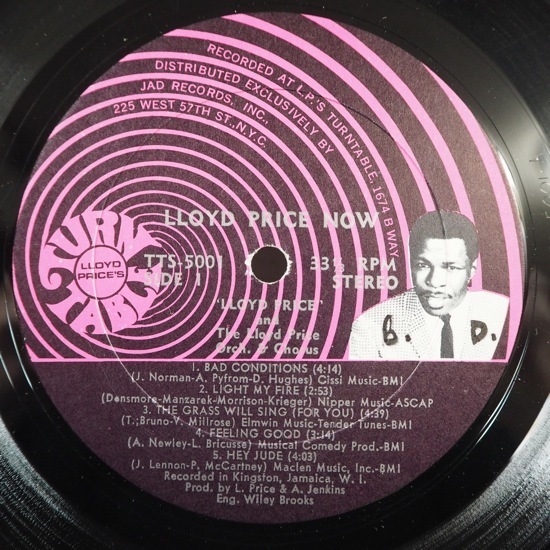 RECORDED AT L.P.'S TURNTABLE, 1674 B'WAY
DISTRIBUTED EXCLUSIVELY BY
JAD RECORDS, INC.,
225 WEST 57TH ST., N.Y.C.
LLOYD PRICE NOW
TURN
LLOYD
PRICE'S
TABLE
TTS-5001
SIDE 1
33⅓ RPM
STEREO
"LLOYD PRICE"
and
The Lloyd Price
Orch. & Chorus
B. D.
1. BAD CONDITIONS (4:14)
(J. Norman-A. Pyfrom-D. Hughes) Gissi Music-BMI
2. LIGHT MY FIRE (2:53)
(Densmore-Manzarek-Morrison-Krieger) Nipper Music-ASCAP
3. THE GRASS WILL SING (FOR YOU) (4:39)
(T.;Bruno-V. Millrose) Elmwin Music-Tender Tunes-BMI
4. FEELING GOOD (3:14)
(A. Newley-L. Bricusse) Musical Comedy Prod.-BMI
5. HEY JUDE (4:03)
(J. Lennon-P. McCartney) Maclen Music, Inc.-BMI
Recorded in Kingston, Jamaica, W. I.
Prod. by L. Price & A. Jenkins
Eng. Wiley Brooks